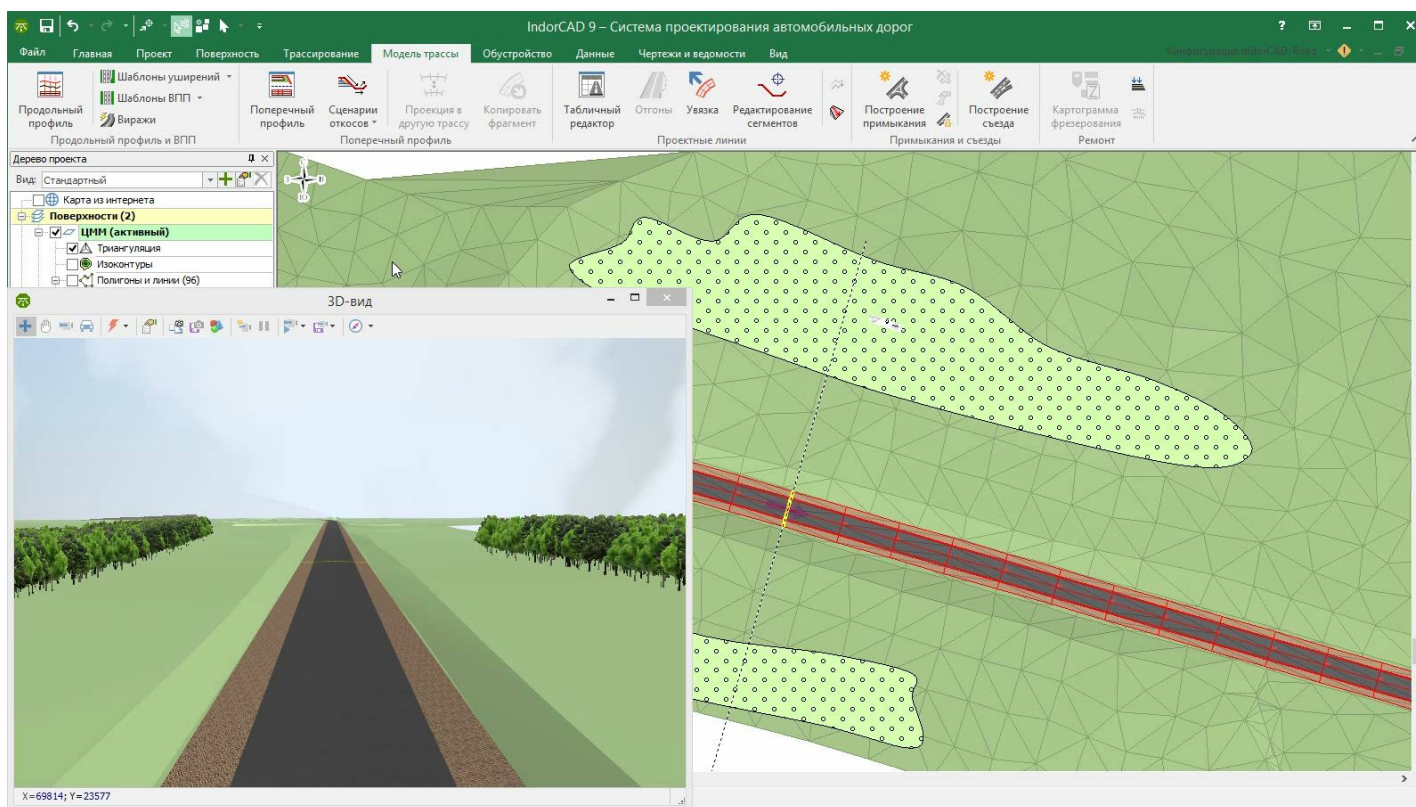 IndorCAD 9 – Система проектирования автомобильных дорог
?
Файл Главная Проект Поверхность Трассирование Модель трассы Обустройство Данные Чертежи и ведомости Вид Конфигурация IndorCAD: Road
Продольный профиль
Шаблоны уширений
Шаблоны ВПП
Виражи
Поперечный профиль
Сценарии откосов
Проекция в другую трассу
Копировать фрагмент
Табличный редактор
Отгоны
Увязка
Редактирование сегментов
Построение примыкания
Построение съезда
Картограмма фрезерования
Продольный профиль и ВПП
Поперечный профиль
Проектные линии
Примыкания и съезды
Ремонт
Дерево проекта
Вид: Стандартный
Карта из интернета
Поверхности (2)
ЦММ (активный)
Триангуляция
Изоконтуры
Полигоны и линии (96)
С
З
В
Ю
3D-вид
X=69814; Y=23577